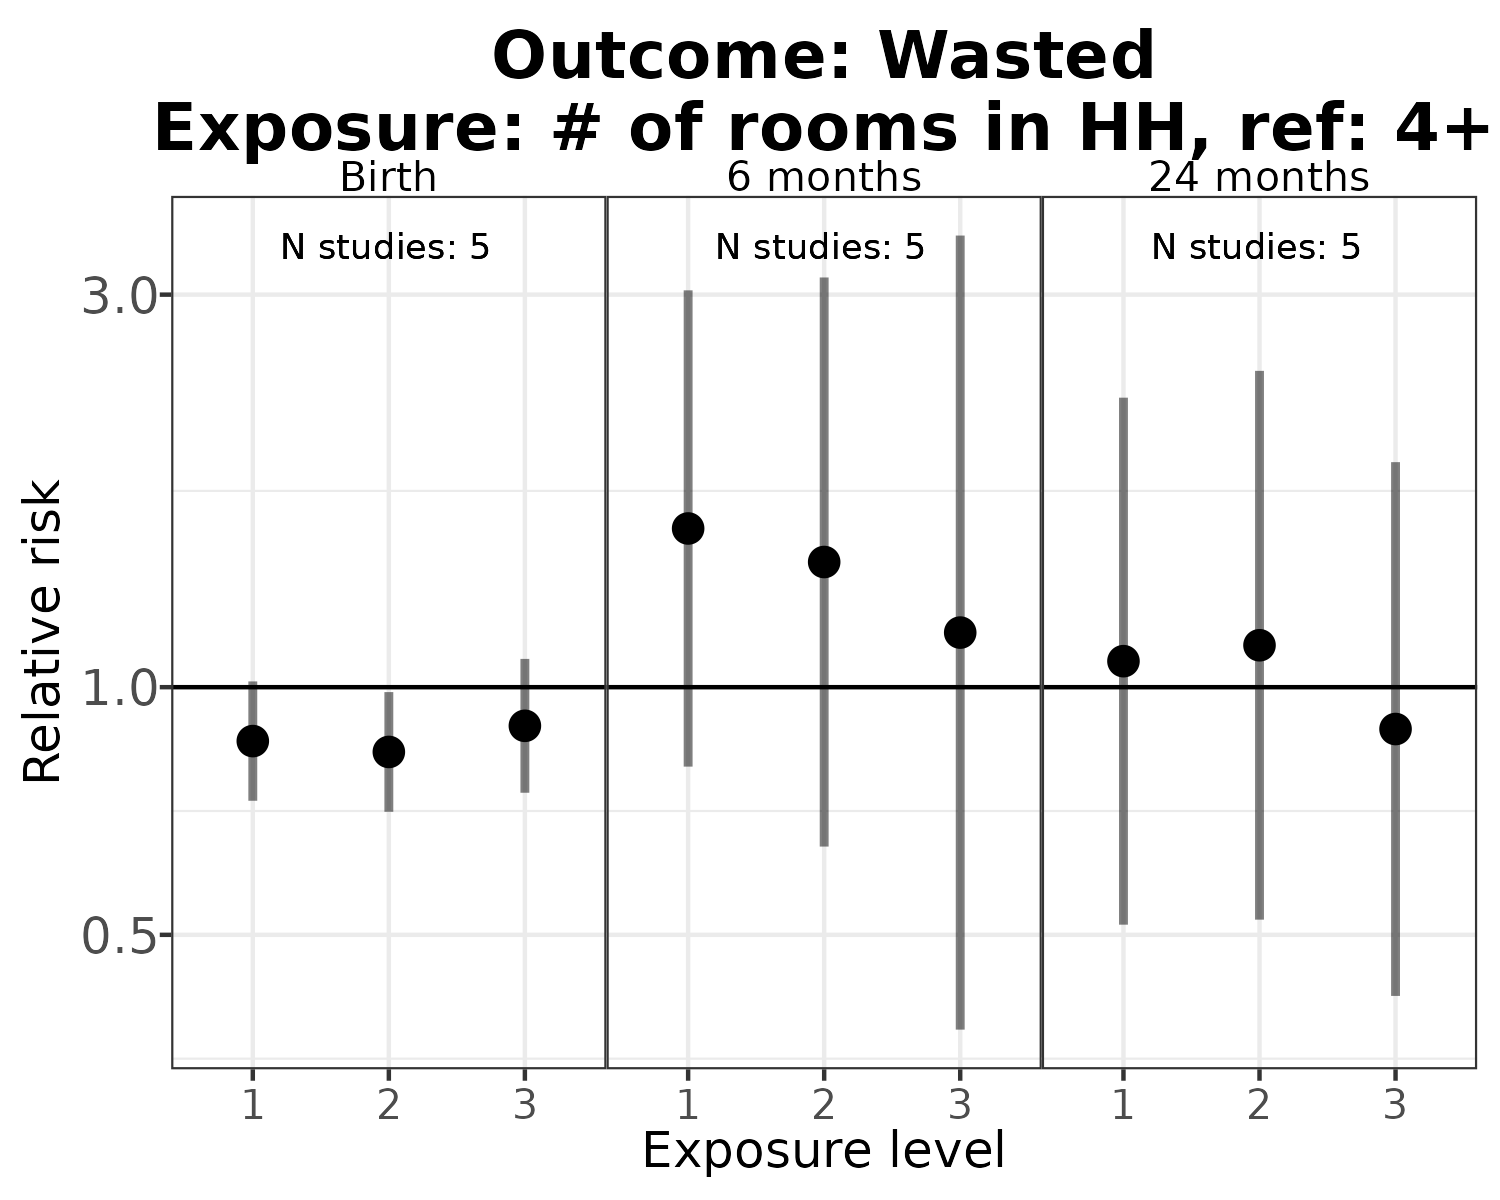 Outcome: Wasted
Exposure: # of rooms in HH, ref: 4+
Birth
6 months
24 months
N studies: 5
N studies: 5
N studies: 5
Relative risk
3.0
1.0
0.5
1 2 3
1 2 3
1 2 3
Exposure level